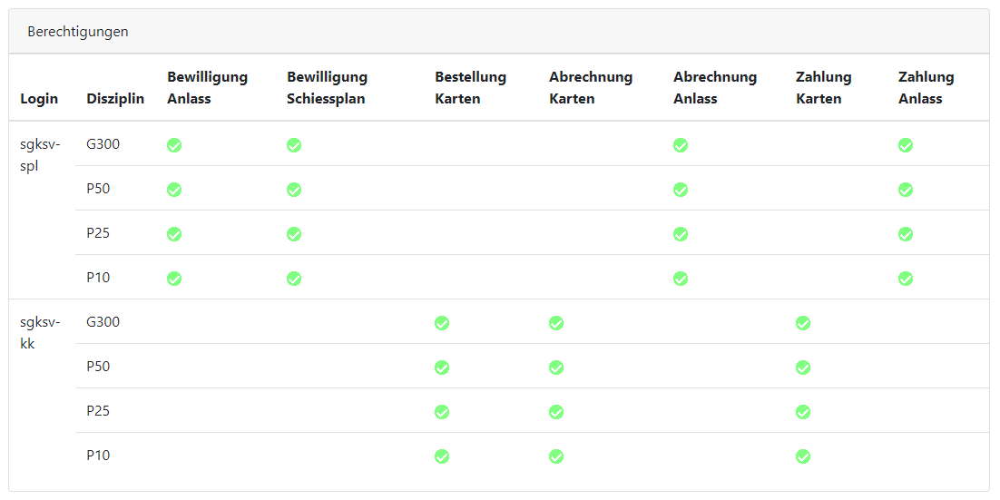 Berechtigungen
Bewilligung Bewilligung Bestellung Abrechnung Abrechnung Zahlung Zahlung
Login Disziplin Anlass Schiessplan Karten Karten Anlass Karten Anlass
sgksv- G300
spl
P50
P25
P10
sgksv- G300
kk
P50
P25
P10